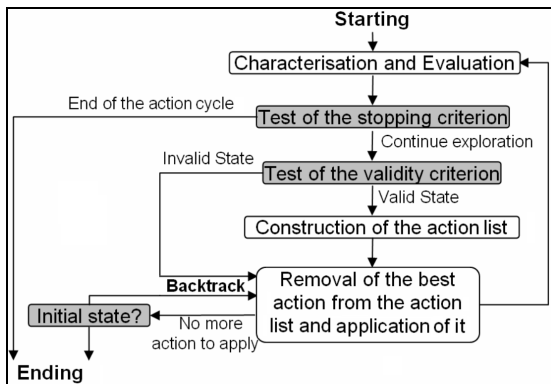 Starting
Characterisation and Evaluation
End of the action cycle
Test of the stopping criterion
Continue exploration
Invalid State
Test of the validity criterion
Valid State
Construction of the action list
Backtrack
Removal of the best
action from the action
list and application of it
Initial state?
No more
action to apply
Ending